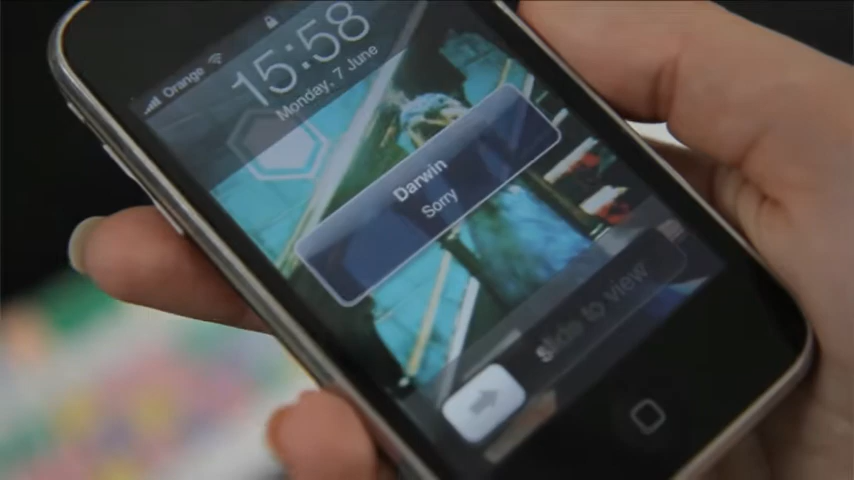 Orange
15:58
Monday, 7 June
Darwin
Sorry
slide to view